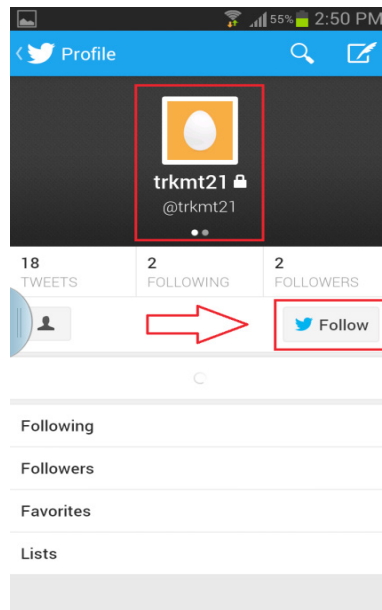 55% 2:50 PM
Profile
trkmt21
@trkmt21
18 2 2
TWEETS FOLLOWING FOLLOWERS
Follow
Following
Followers
Favorites
Lists